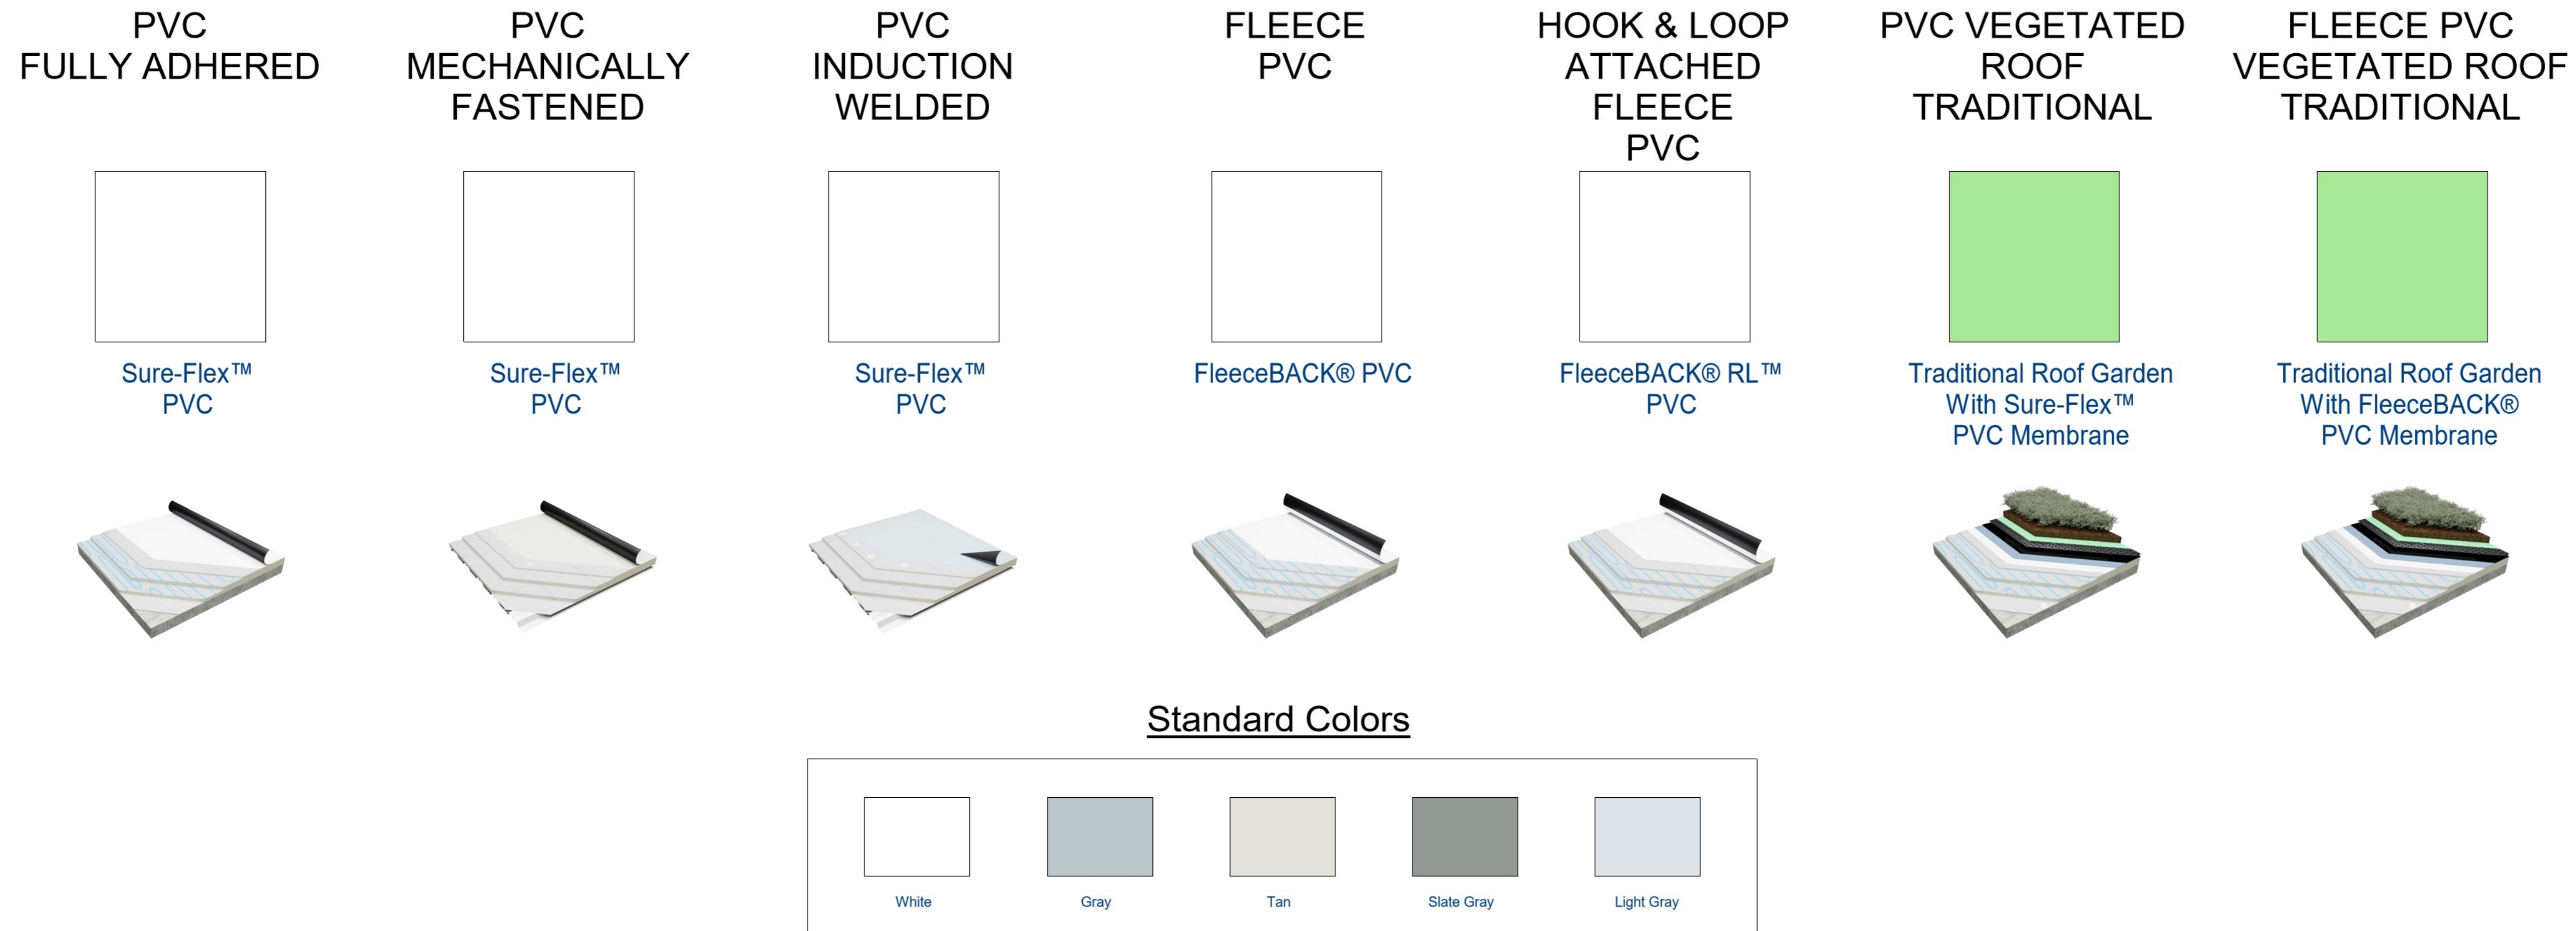 PVC
FULLY ADHERED
PVC
MECHANICALLY
FASTENED
PVC
INDUCTION
WELDED
FLEECE
PVC
HOOK & LOOP
ATTACHED
FLEECE
PVC
PVC VEGETATED
ROOF
TRADITIONAL
FLEECE PVC
VEGETATED ROOF
TRADITIONAL
Sure-Flex™
PVC
Sure-Flex™
PVC
Sure-Flex™
PVC
FleeceBACK® PVC
FleeceBACK® RL™
PVC
Traditional Roof Garden
With Sure-Flex™
PVC Membrane
Traditional Roof Garden
With FleeceBACK®
PVC Membrane
Standard Colors
White
Gray
Tan
Slate Gray
Light Gray